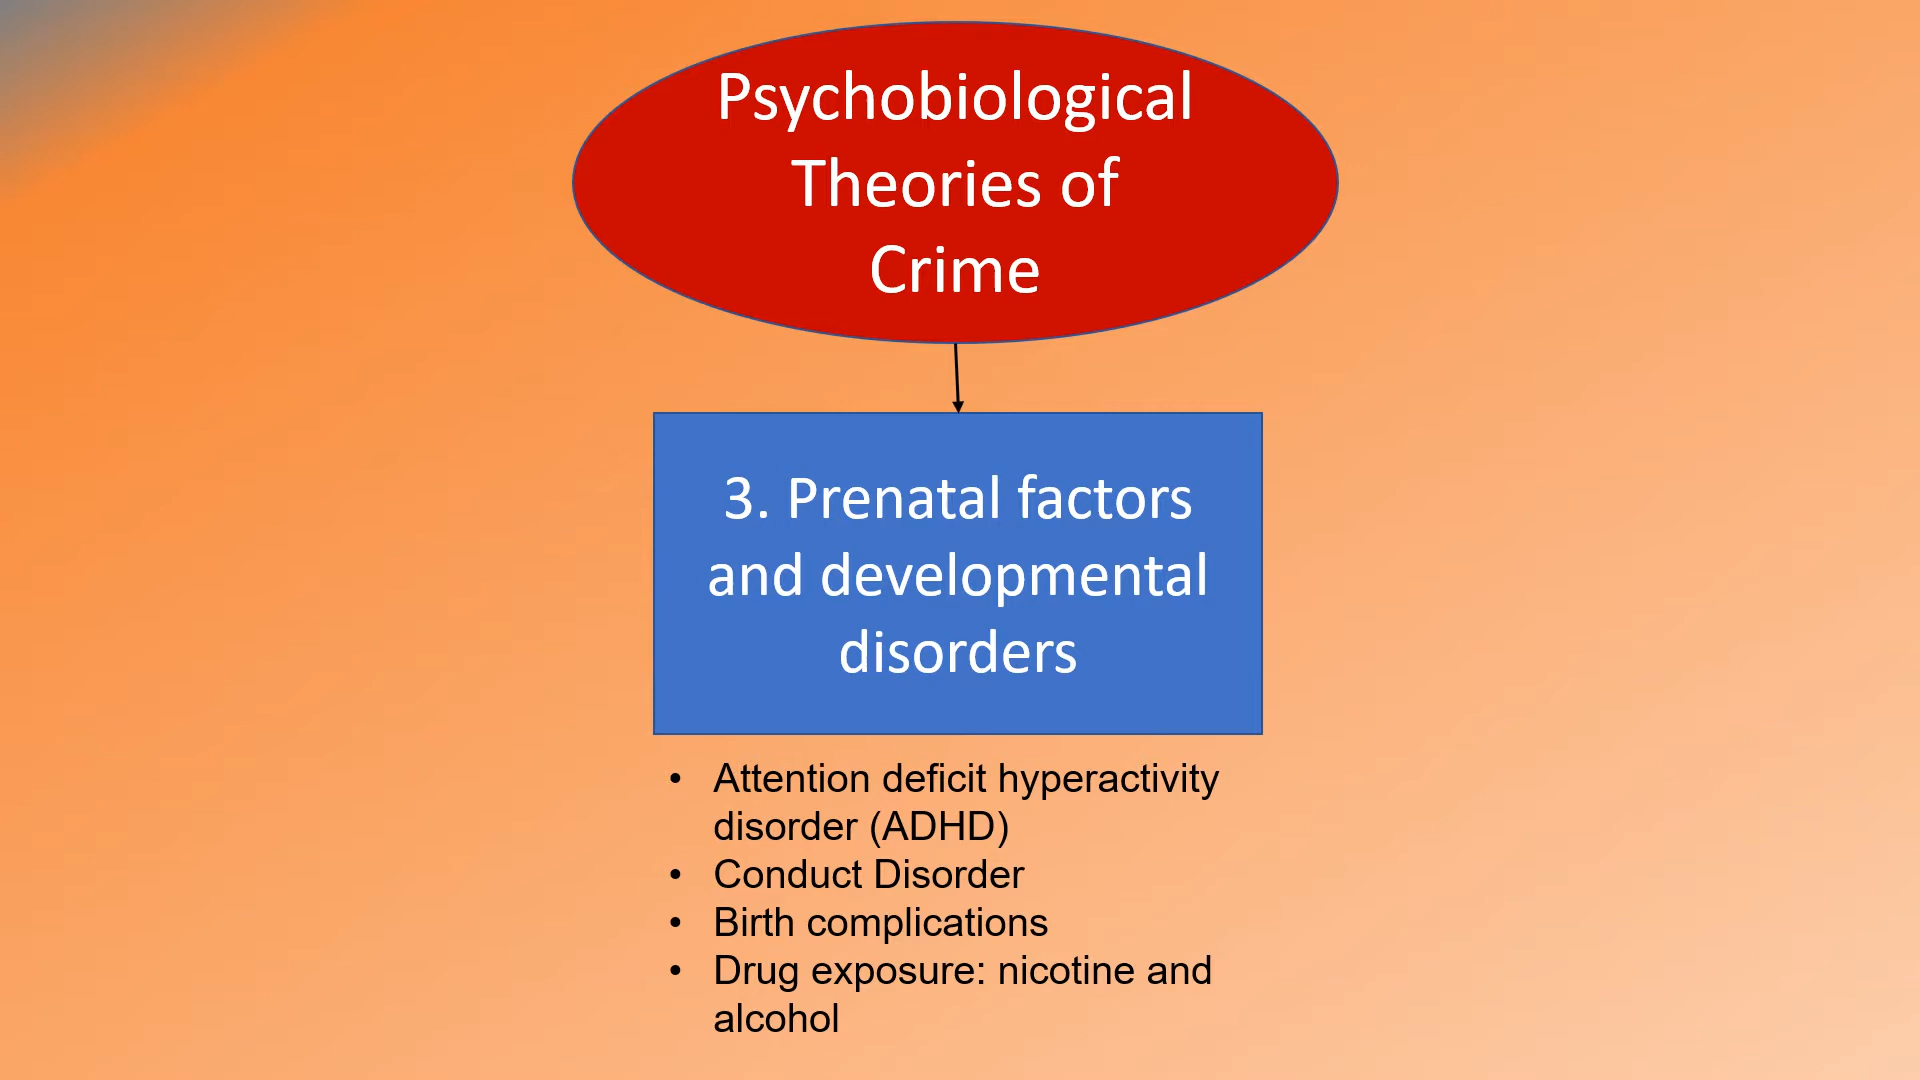 Psychobiological
Theories of
Crime
3. Prenatal factors
and developmental
disorders
• Attention deficit hyperactivity
disorder (ADHD)
• Conduct Disorder
• Birth complications
• Drug exposure: nicotine and
alcohol